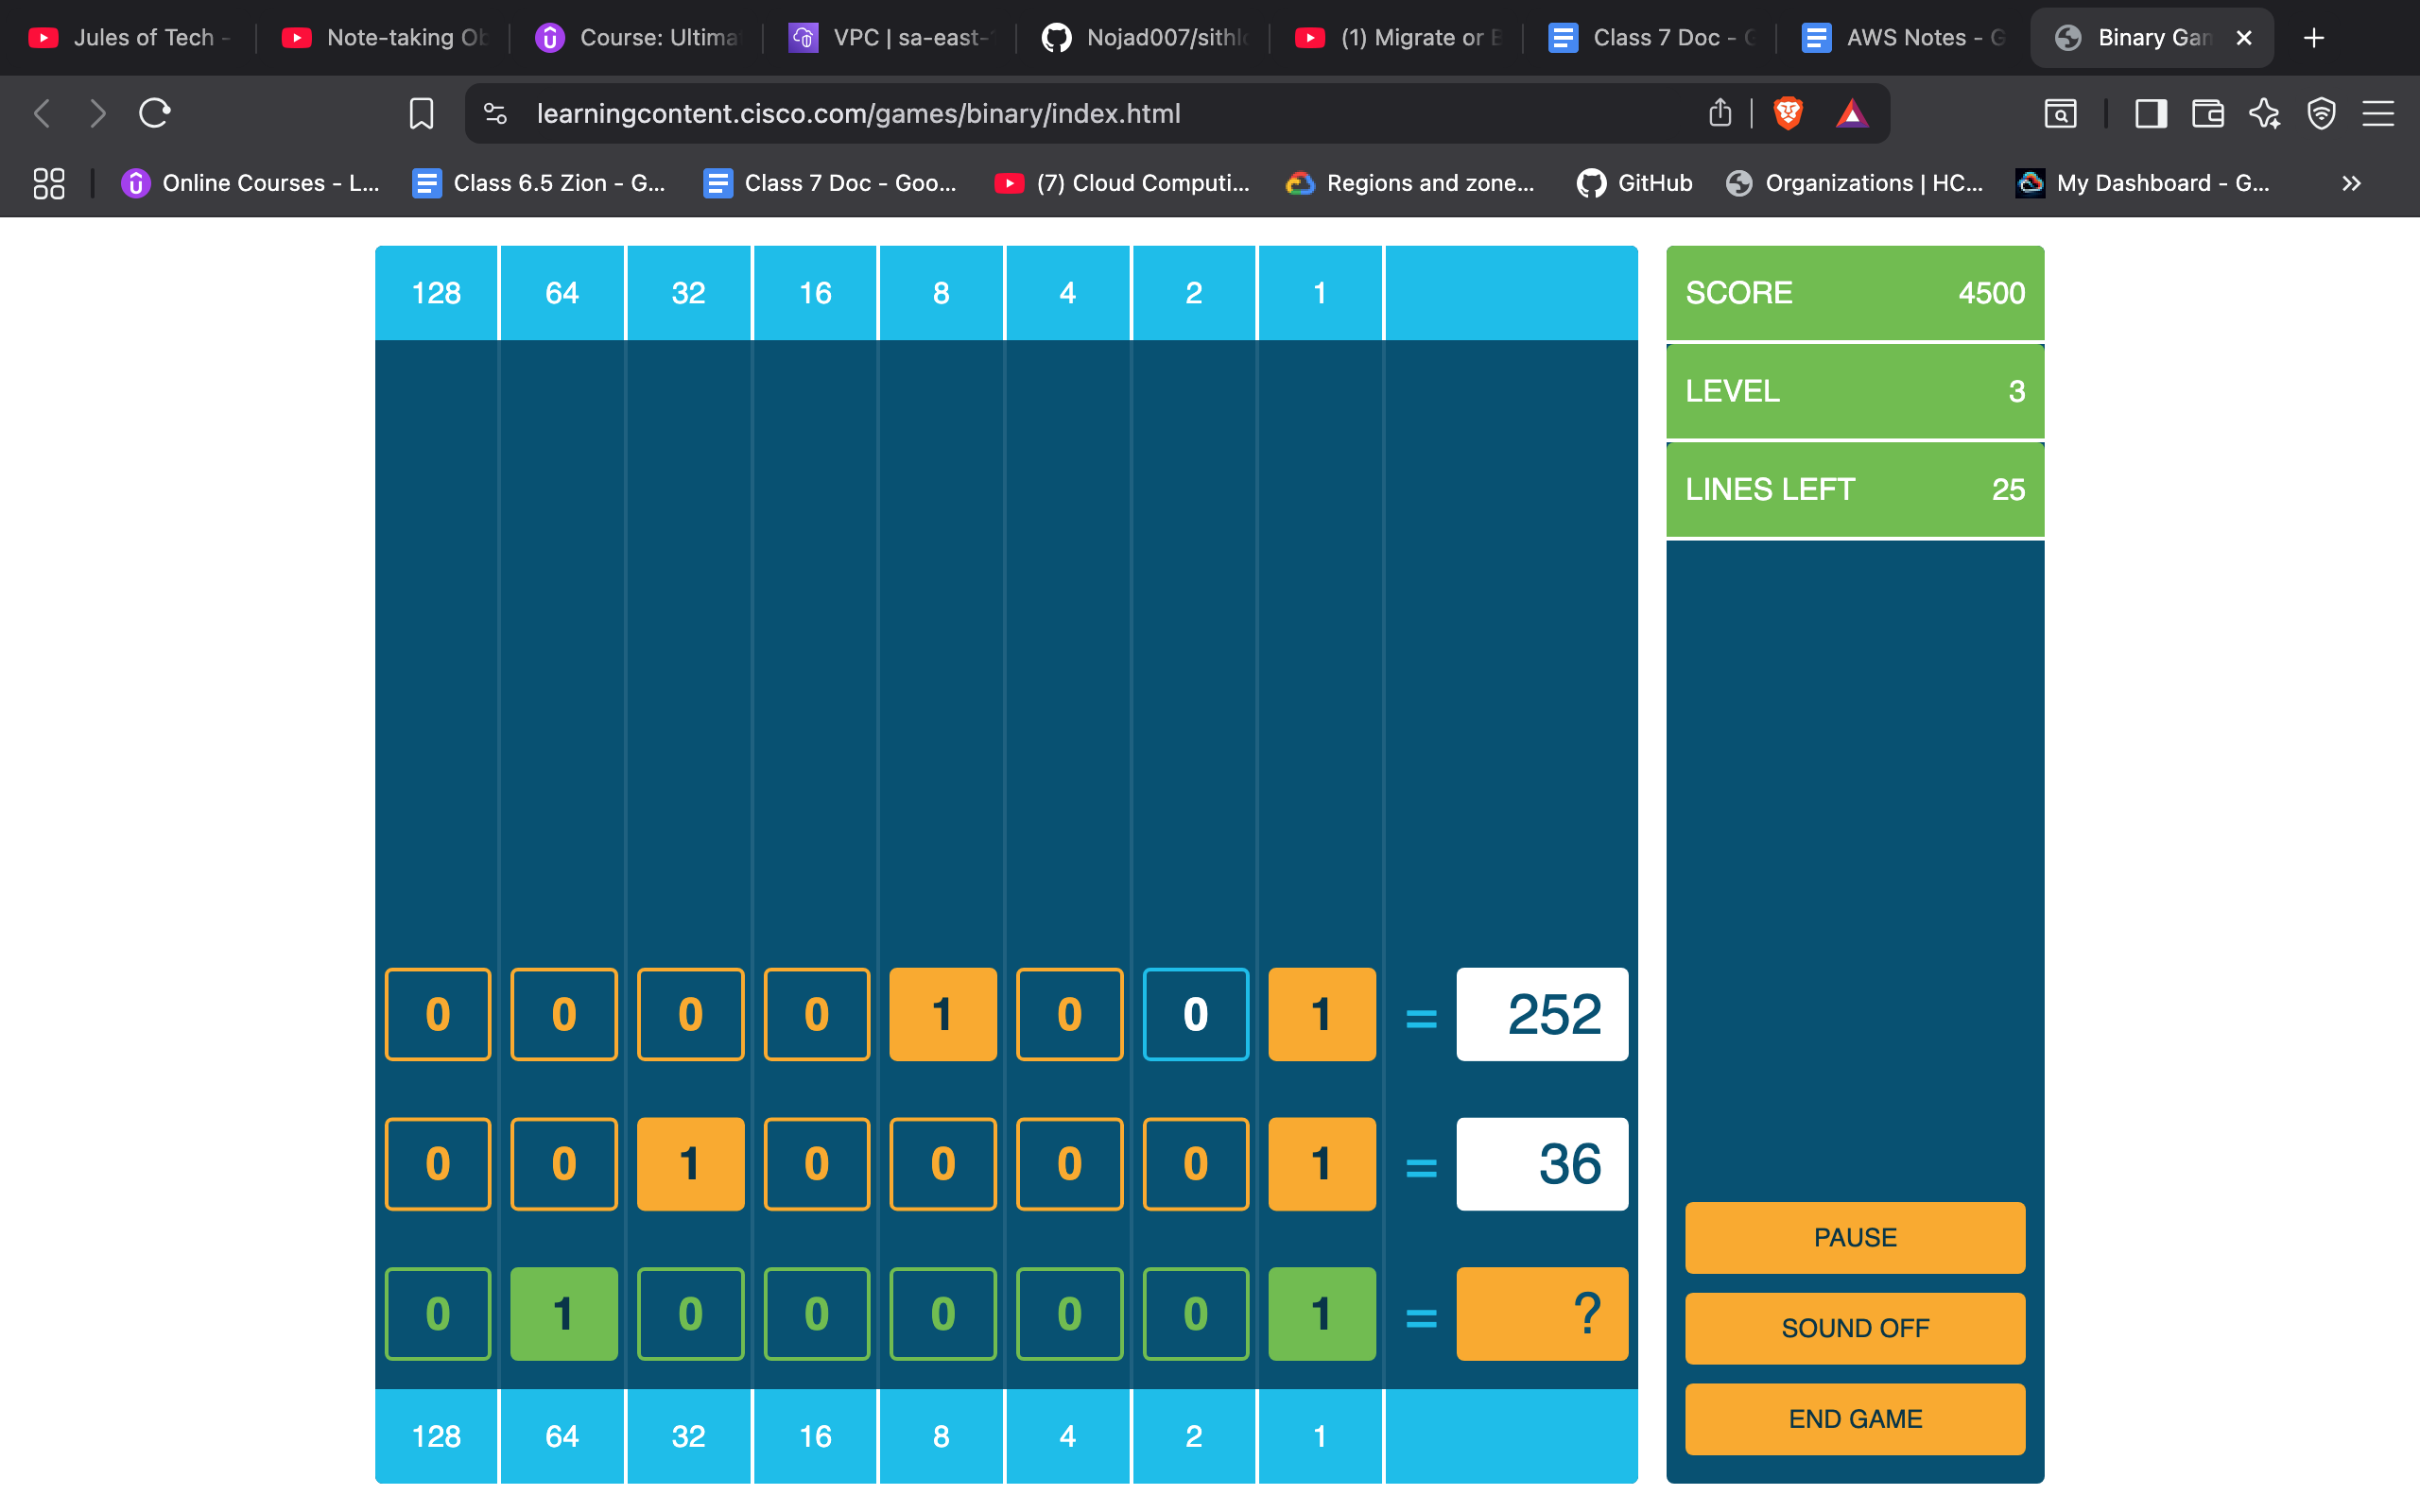 Jules of Tech - Note-taking Ob Course: Ultima VPC | sa-east-1 Nojad007/sithlo (1) Migrate or B Class 7 Doc - G AWS Notes - G Binary Gam
learningcontent.cisco.com/games/binary/index.html
Online Courses - L... Class 6.5 Zion - G... Class 7 Doc - Goo... (7) Cloud Computi... Regions and zone... GitHub Organizations | HC... My Dashboard - G... »
128 64 32 16 8 4 2 1
SCORE 4500
LEVEL 3
LINES LEFT 25
0 0 0 0 1 0 0 1 = 252
0 0 1 0 0 0 0 1 = 36
0 1 0 0 0 0 0 1 = ?
PAUSE
SOUND OFF
END GAME
128 64 32 16 8 4 2 1